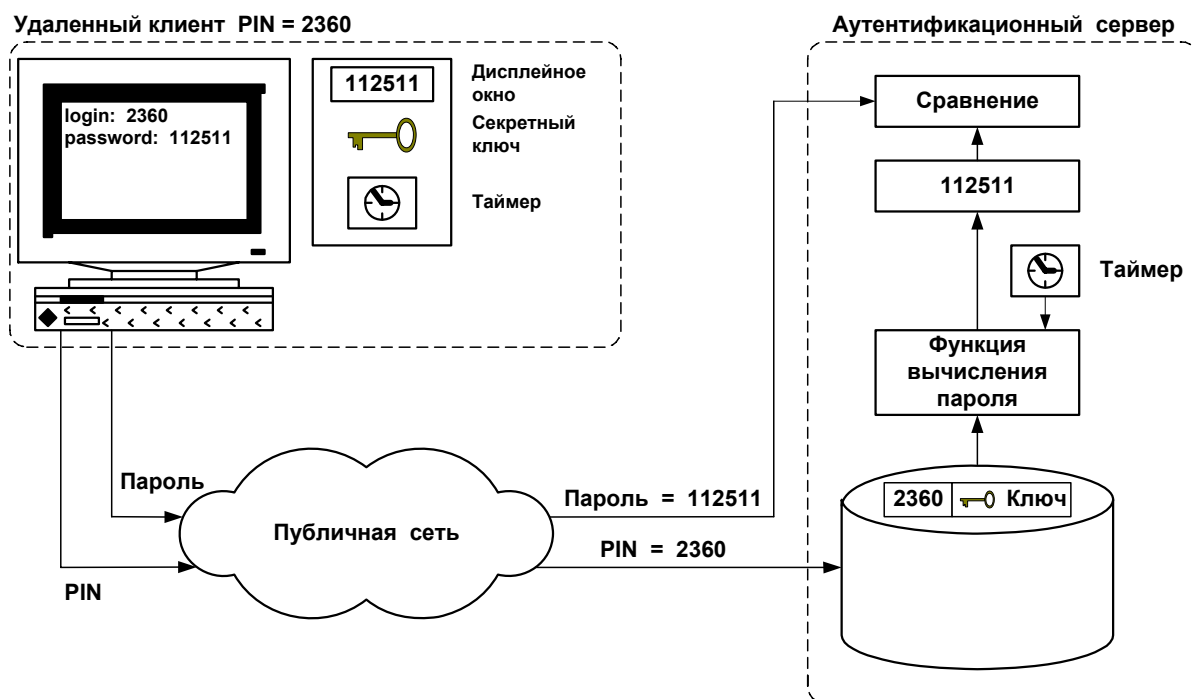 Удаленный клиент PIN = 2360
login: 2360
password: 112511
112511
Дисплейное
окно
Секретный
ключ
Таймер
Пароль
PIN
Публичная сеть
Пароль = 112511
PIN = 2360
Аутентификационный сервер
Сравнение
112511
Таймер
Функция
вычисления
пароля
2360 Ключ